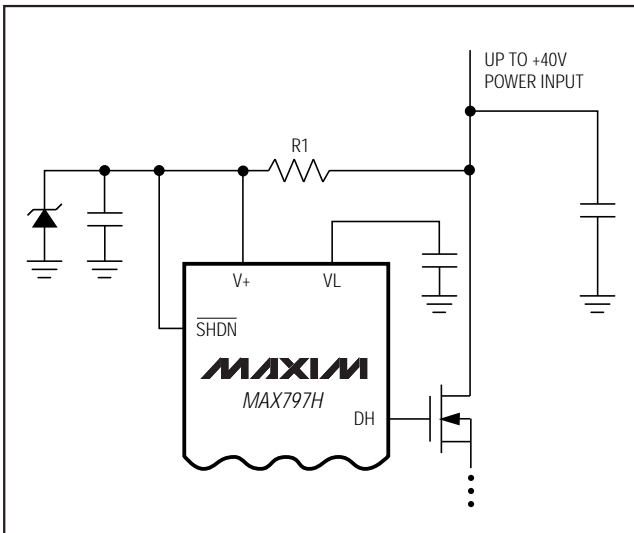 UP TO +40V
POWER INPUT
R1
V+
VL
SHDN
MAXIM
MAX797H
DH